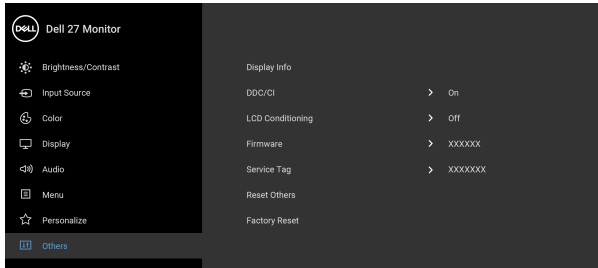 DELL
Dell 27 Monitor
Brightness/Contrast
Input Source
Color
Display
Audio
Menu
Personalize
Others
Display Info
DDC/CI > On
LCD Conditioning > Off
Firmware > XXXXXX
Service Tag > XXXXXXX
Reset Others
Factory Reset